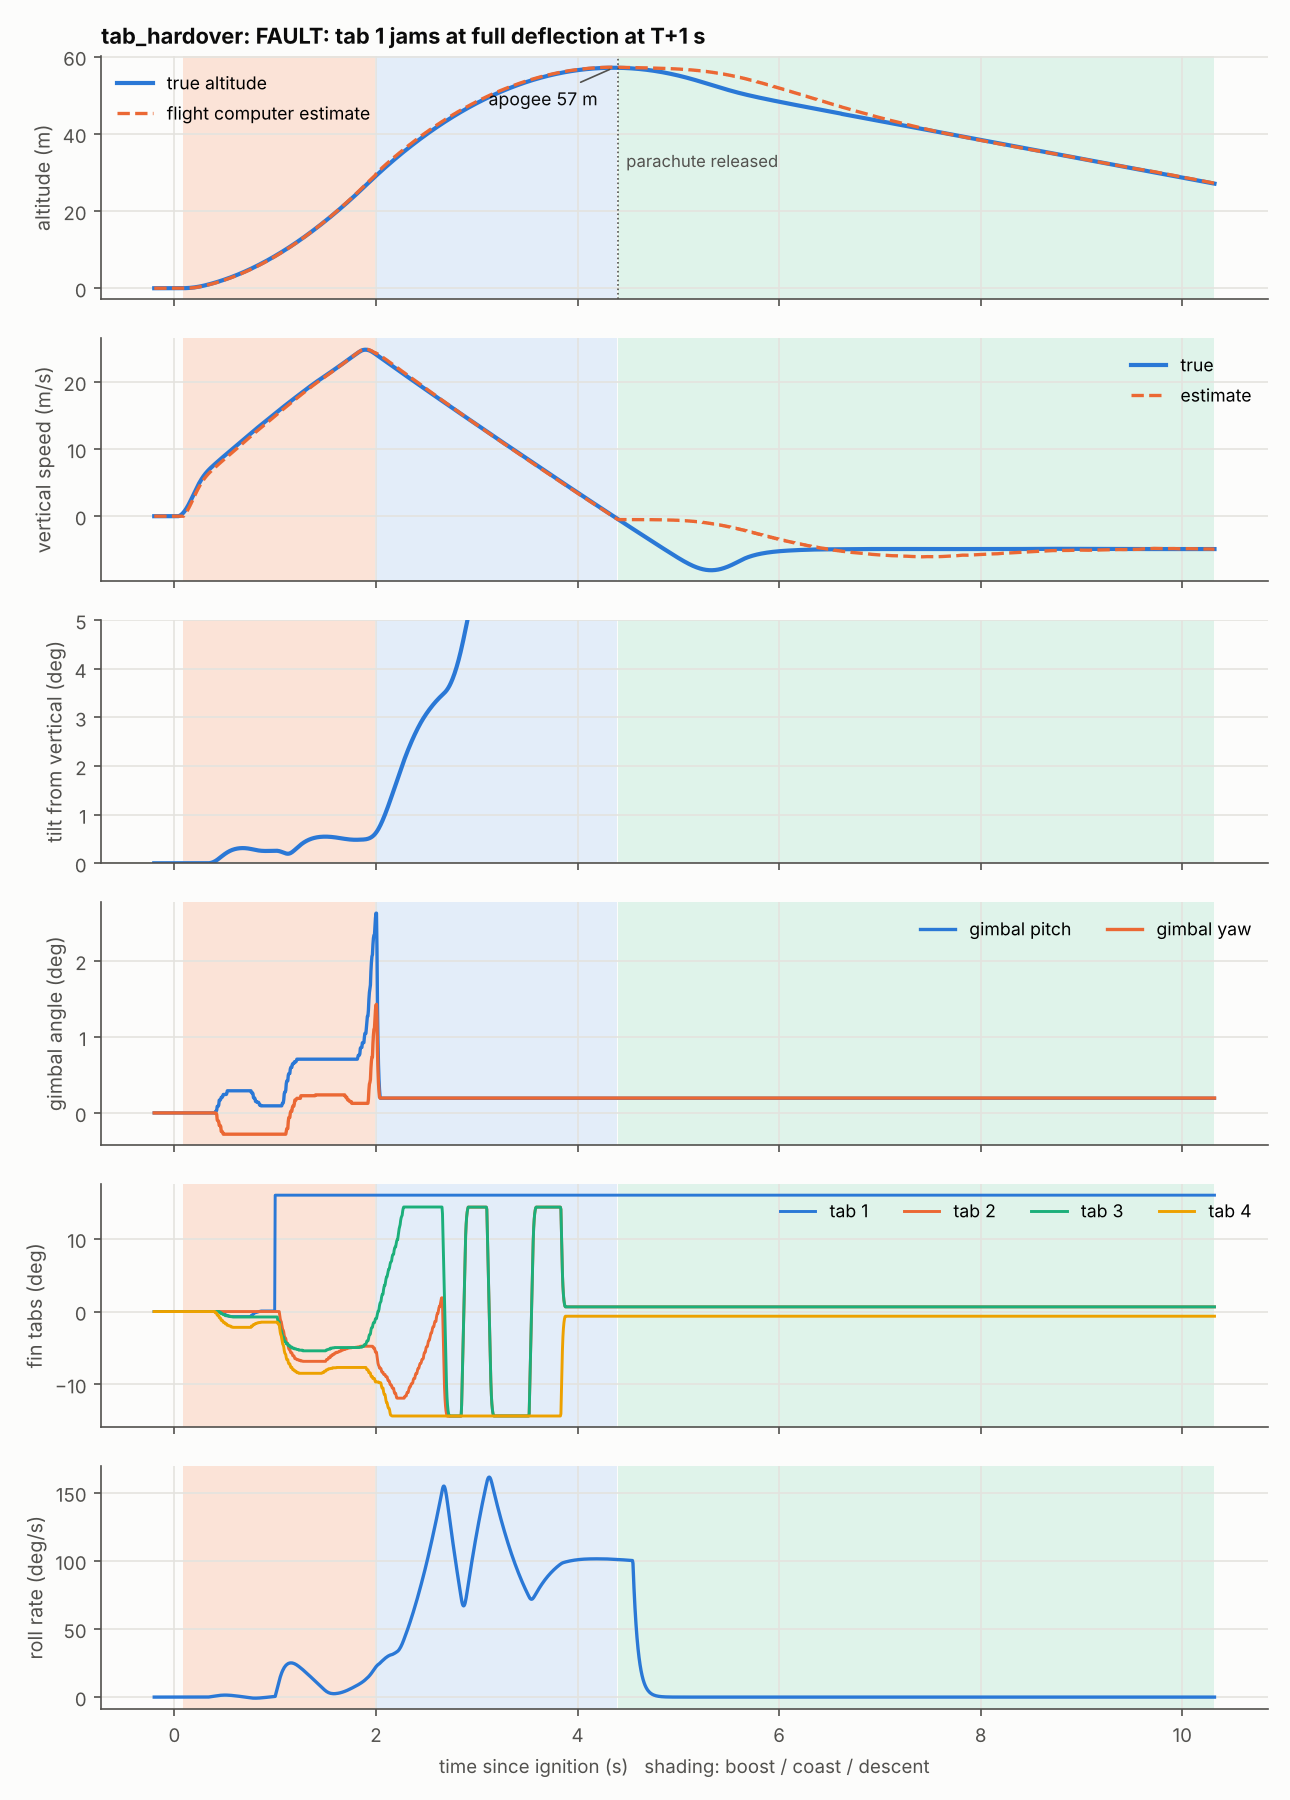 tab_hardover: FAULT: tab 1 jams at full deflection at T+1 s
60
40
20
0
altitude (m)
true altitude
flight computer estimate
apogee 57 m
parachute released
20
10
0
vertical speed (m/s)
true
estimate
5
4
3
2
1
0
tilt from vertical (deg)
2
1
0
gimbal angle (deg)
gimbal pitch
gimbal yaw
10
0
−10
fin tabs (deg)
tab 1
tab 2
tab 3
tab 4
150
100
50
0
roll rate (deg/s)
0 2 4 6 8 10
time since ignition (s) shading: boost / coast / descent